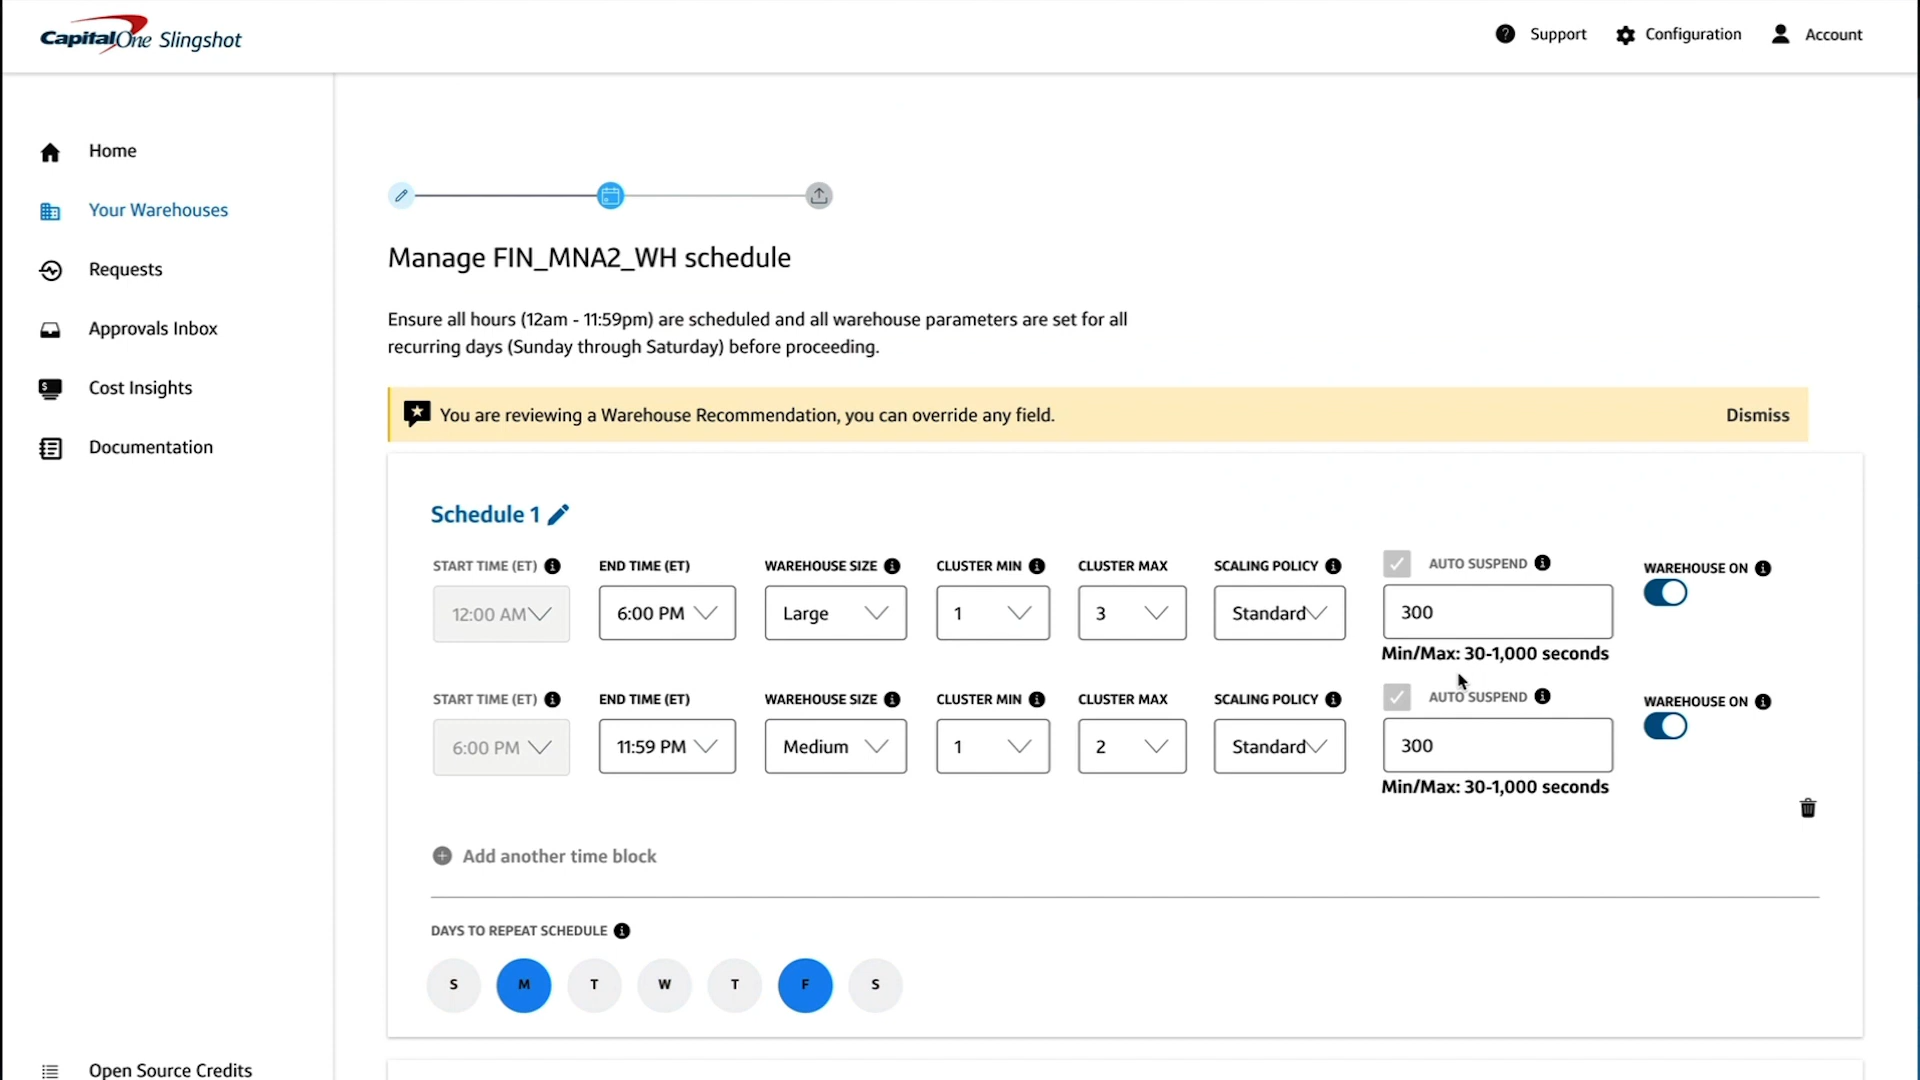 CapitalOne Slingshot
Support
Configuration
Account
Home
Your Warehouses
Requests
Approvals Inbox
Cost Insights
Documentation
Open Source Credits
Manage FIN_MNA2_WH schedule
Ensure all hours (12am - 11:59pm) are scheduled and all warehouse parameters are set for all
recurring days (Sunday through Saturday) before proceeding.
You are reviewing a Warehouse Recommendation, you can override any field.
Dismiss
Schedule 1
START TIME (ET) END TIME (ET) WAREHOUSE SIZE CLUSTER MIN CLUSTER MAX SCALING POLICY AUTO SUSPEND WAREHOUSE ON
12:00 AM 6:00 PM Large 1 3 Standard 300
Min/Max: 30-1,000 seconds
START TIME (ET) END TIME (ET) WAREHOUSE SIZE CLUSTER MIN CLUSTER MAX SCALING POLICY AUTO SUSPEND WAREHOUSE ON
6:00 PM 11:59 PM Medium 1 2 Standard 300
Min/Max: 30-1,000 seconds
Add another time block
DAYS TO REPEAT SCHEDULE
S M T W T F S